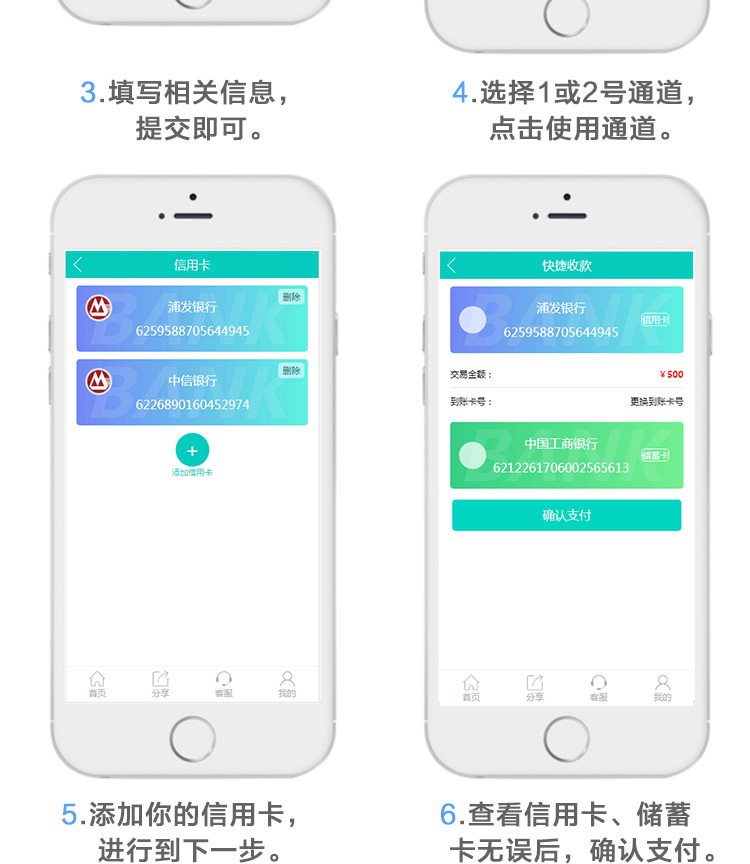 3.填写相关信息，
提交即可。
4.选择1或2号通道，
点击使用通道。
信用卡
BANK
浦发银行
删除
6259588705644945
BANK
中信银行
删除
6226890160452974
+
添加信用卡
首页 分享 客服 我的
快捷收款
BANK
浦发银行
信用卡
6259588705644945
交易金额： ￥500
到账卡号： 更换到账卡号
BANK
中国工商银行
储蓄卡
6212261706002565613
确认支付
首页 分享 客服 我的
5.添加你的信用卡，
进行到下一步。
6.查看信用卡、储蓄
卡无误后，确认支付。